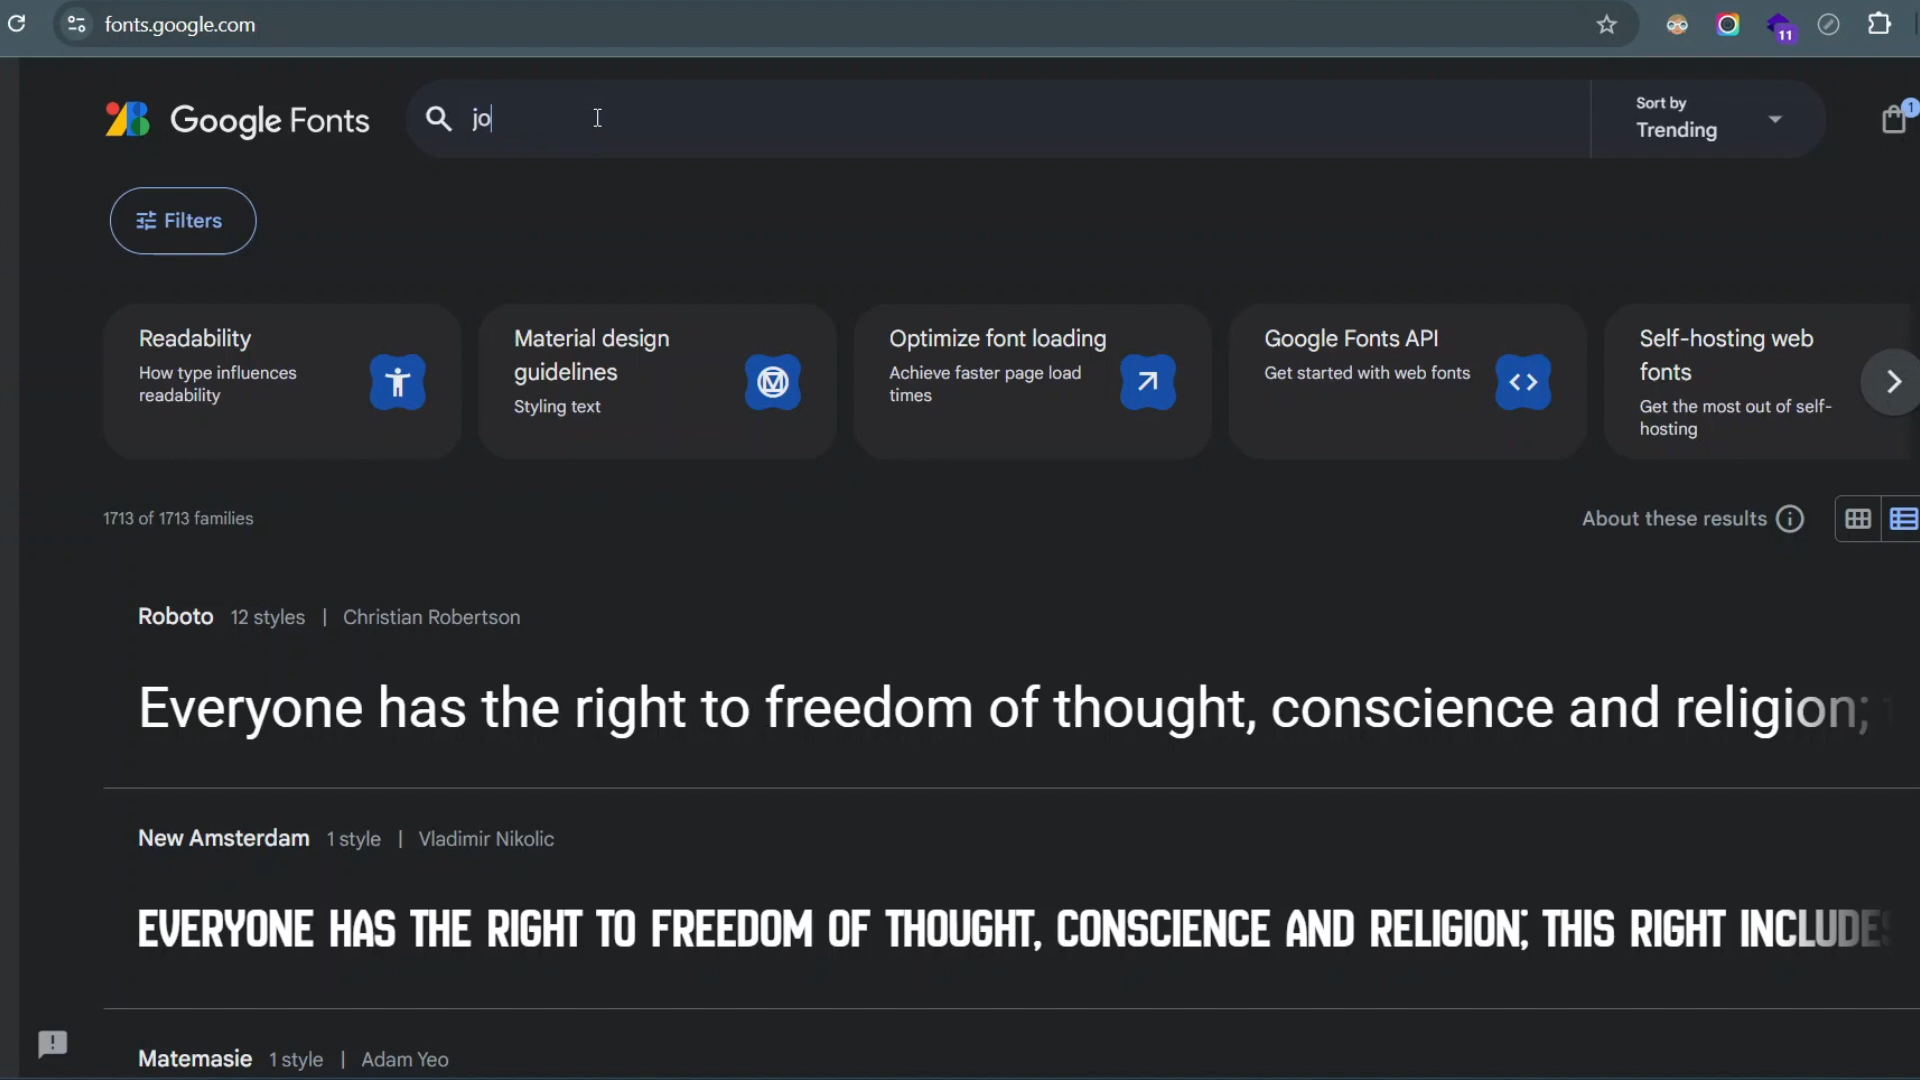 fonts.google.com
11
Google Fonts
jo
Sort by
Trending
1
Filters
Readability
How type influences
readability
Material design
guidelines
Styling text
Optimize font loading
Achieve faster page load
times
Google Fonts API
Get started with web fonts
Self-hosting web
fonts
Get the most out of self-
hosting
1713 of 1713 families
About these results
Roboto 12 styles | Christian Robertson
Everyone has the right to freedom of thought, conscience and religion;
New Amsterdam 1 style | Vladimir Nikolic
EVERYONE HAS THE RIGHT TO FREEDOM OF THOUGHT, CONSCIENCE AND RELIGION; THIS RIGHT INCLUDES
Matemasie 1 style | Adam Yeo